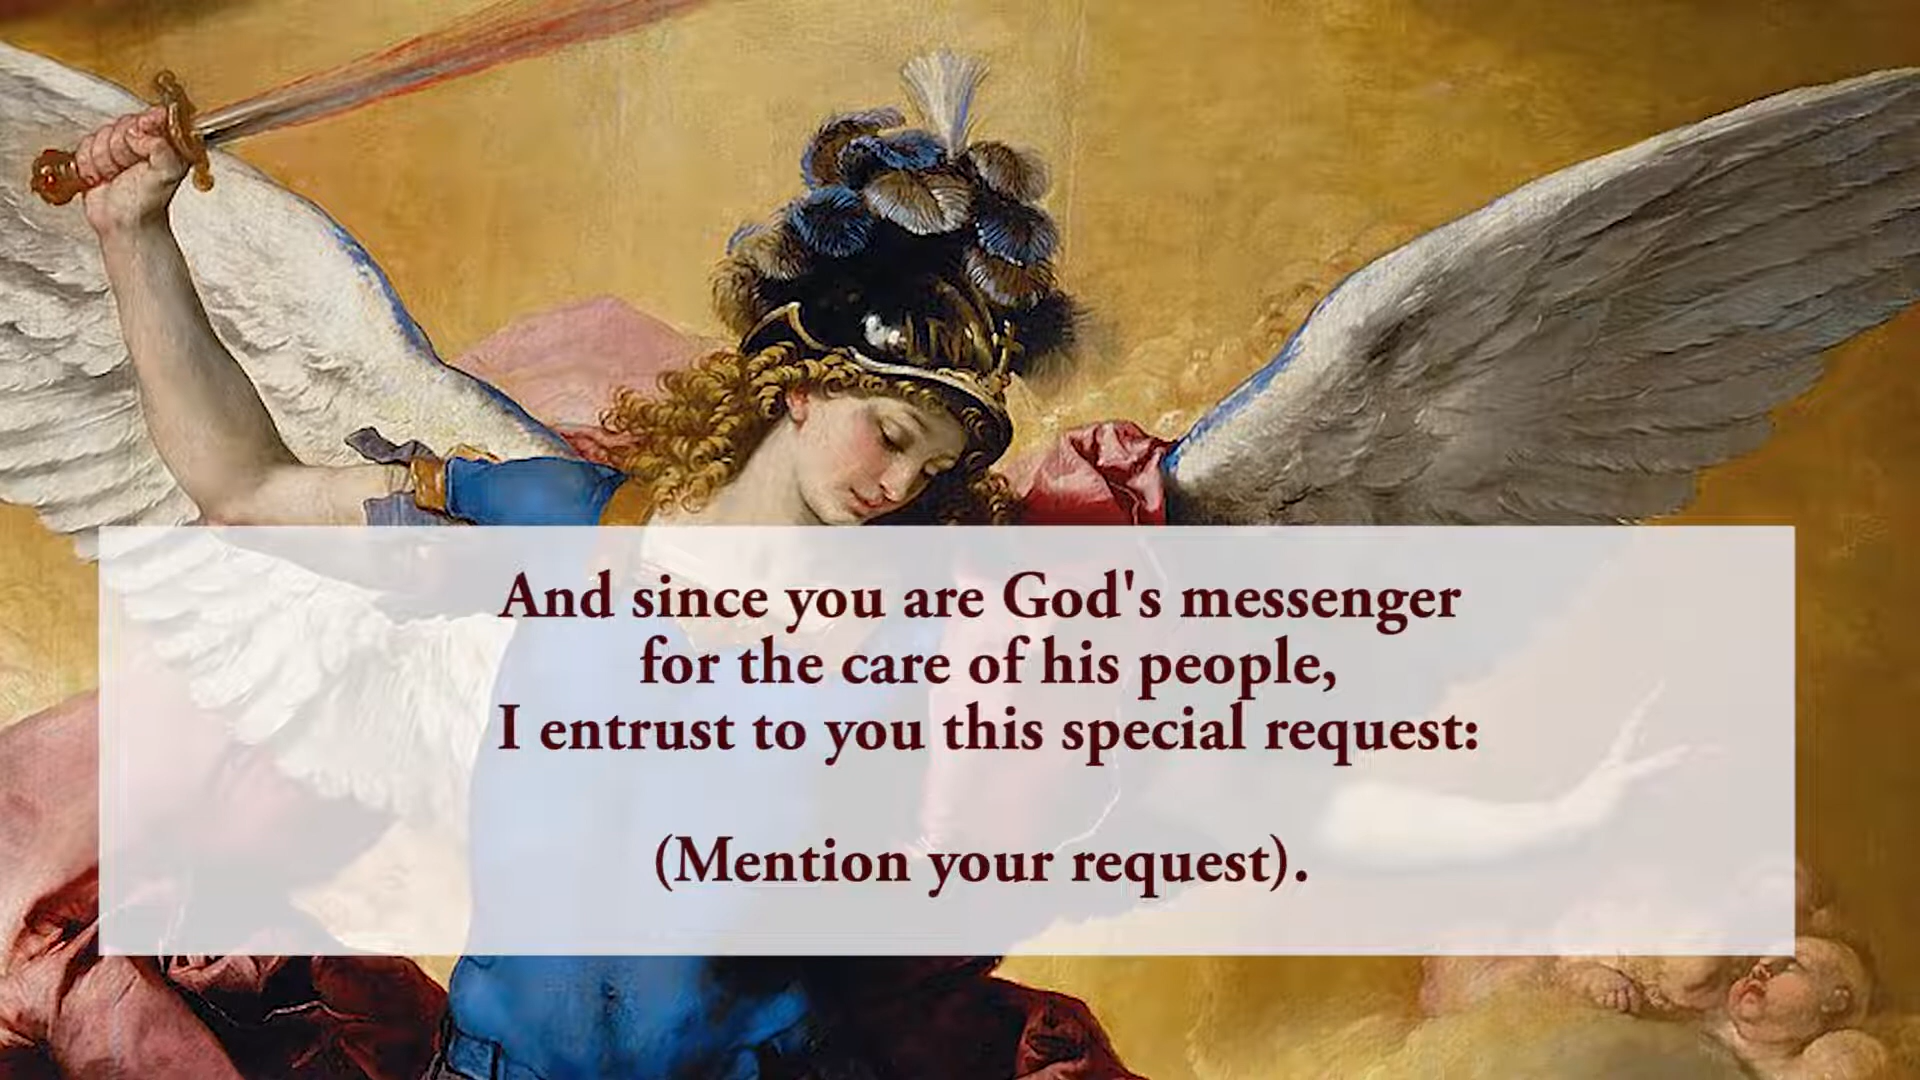 And since you are God's messenger
for the care of his people,
I entrust to you this special request:
(Mention your request).